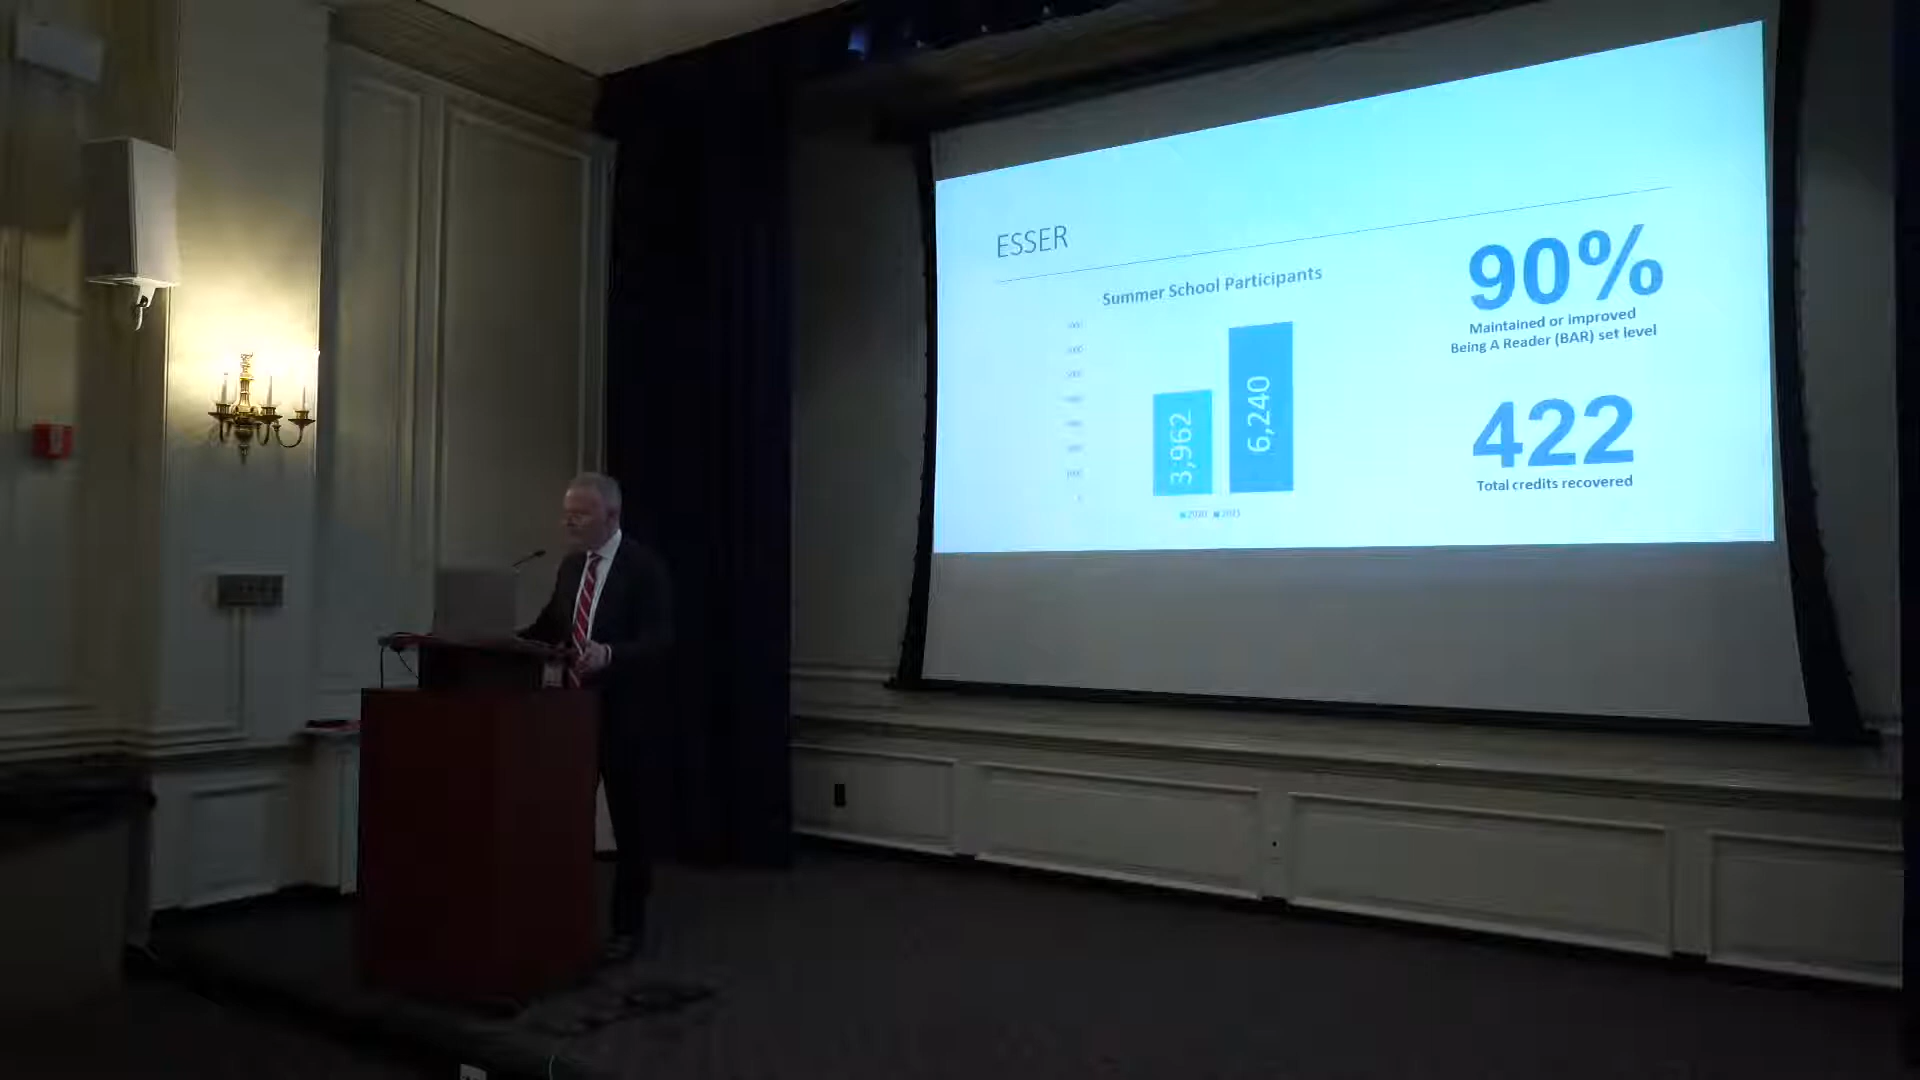 ESSER
Summer School Participants
3,962
6,240
90%
Maintained or improved
Being A Reader (BAR) set level
422
Total credits recovered